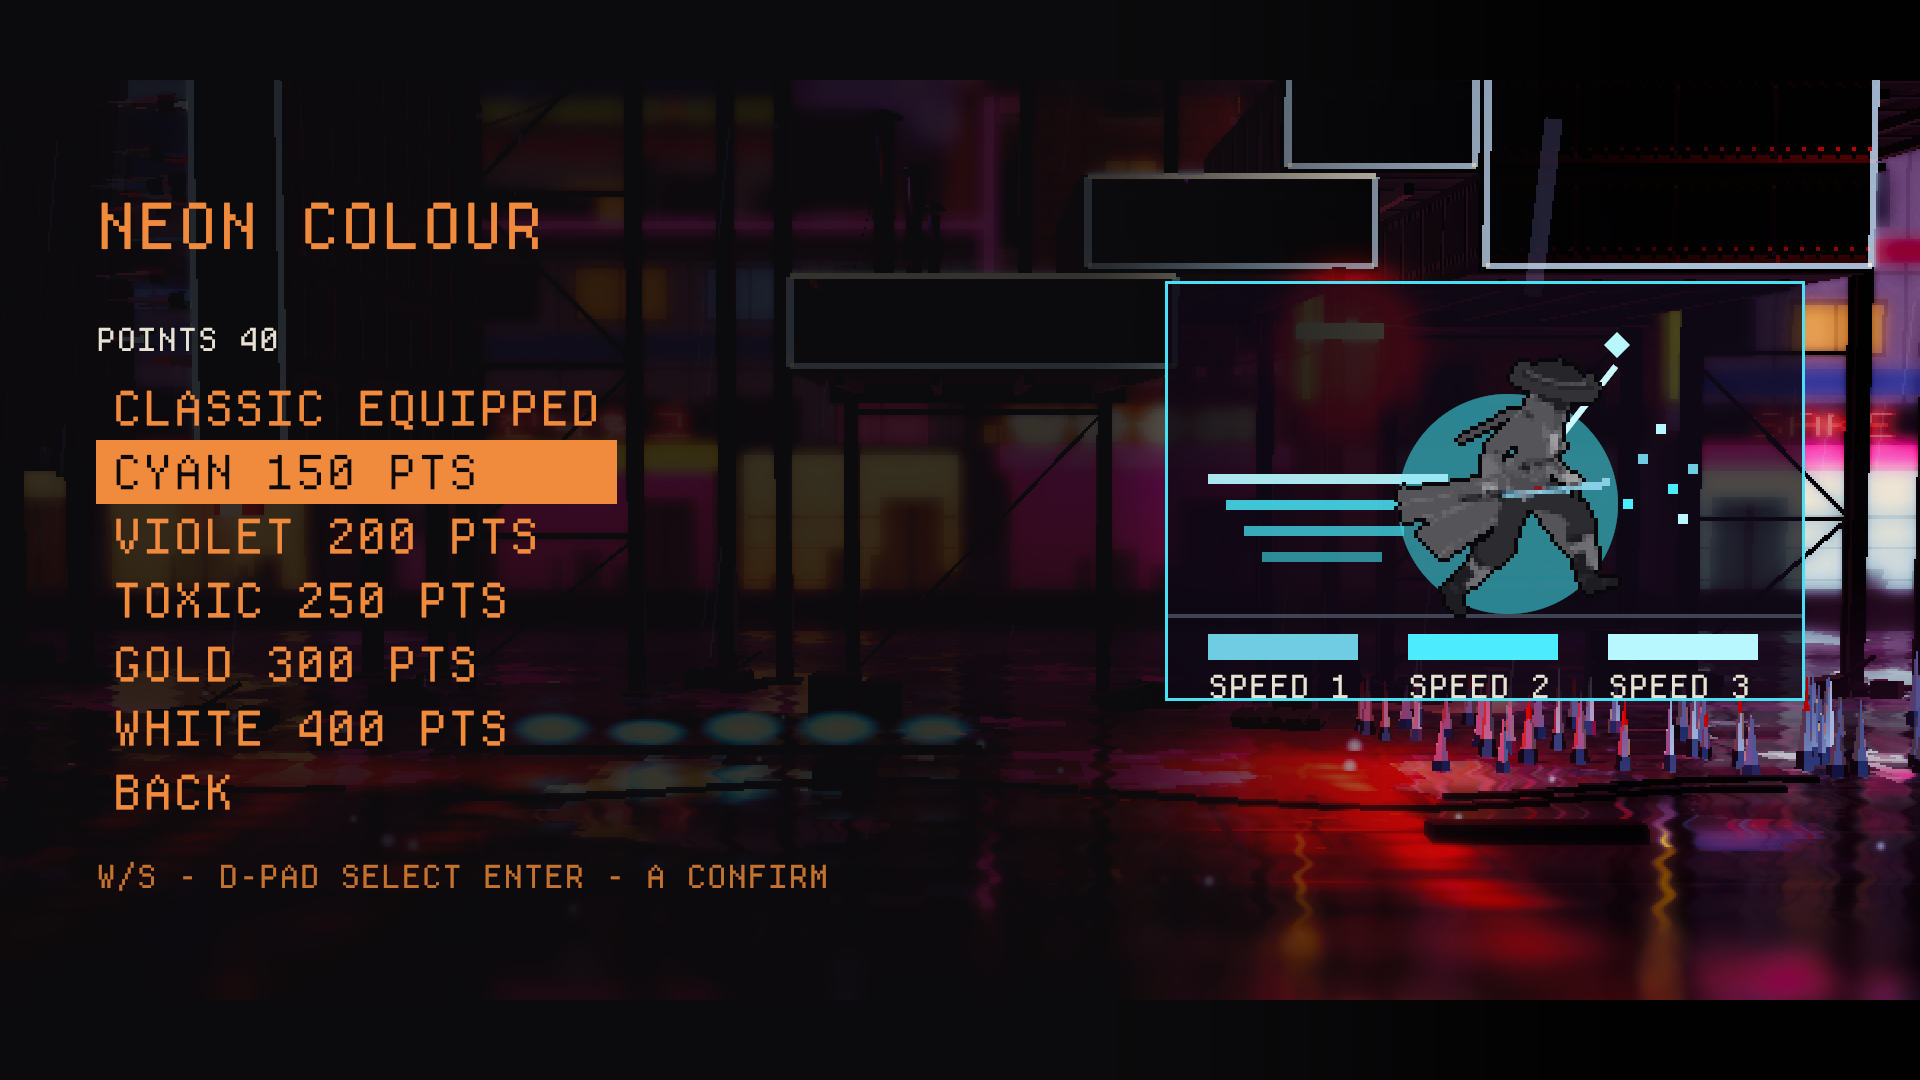 NEON COLOUR
POINTS 40
CLASSIC EQUIPPED
CYAN 150 PTS
VIOLET 200 PTS
TOXIC 250 PTS
GOLD 300 PTS
WHITE 400 PTS
BACK
W/S - D-PAD SELECT ENTER - A CONFIRM
SAKE
SPEED 1 SPEED 2 SPEED 3